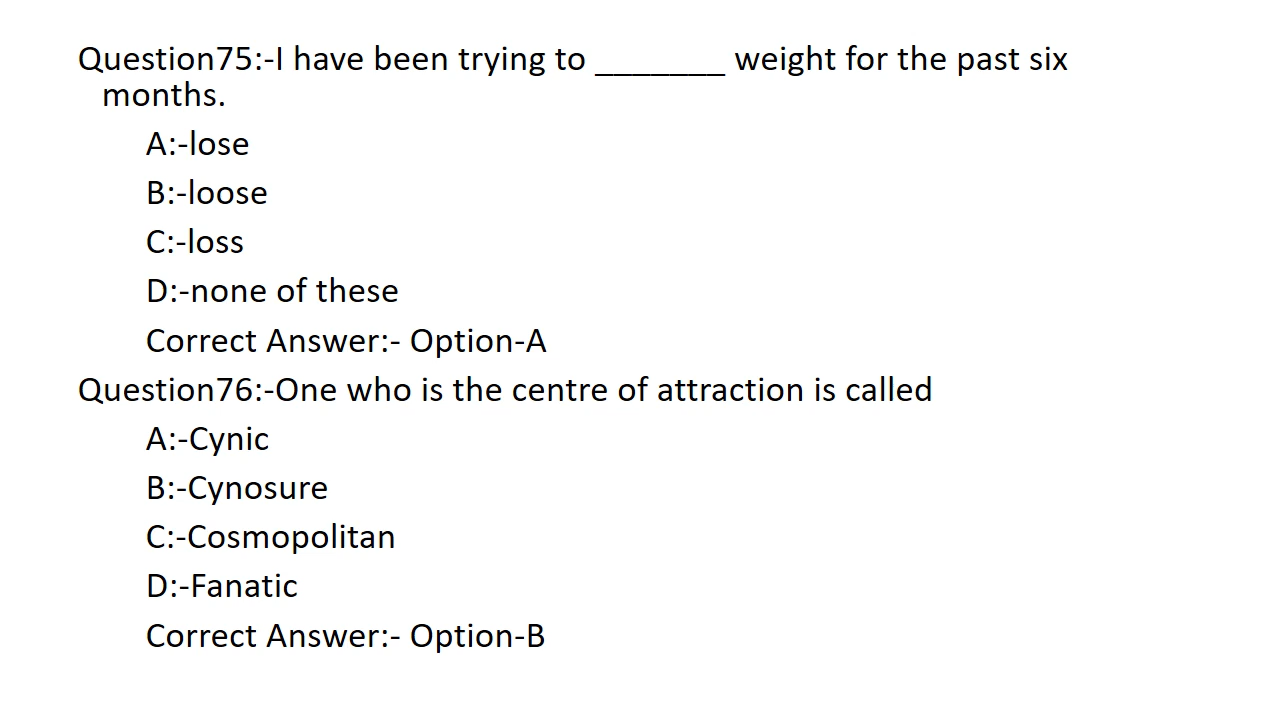 Question75:-I have been trying to _______ weight for the past six
months.
A:-lose
B:-loose
C:-loss
D:-none of these
Correct Answer:- Option-A
Question76:-One who is the centre of attraction is called
A:-Cynic
B:-Cynosure
C:-Cosmopolitan
D:-Fanatic
Correct Answer:- Option-B